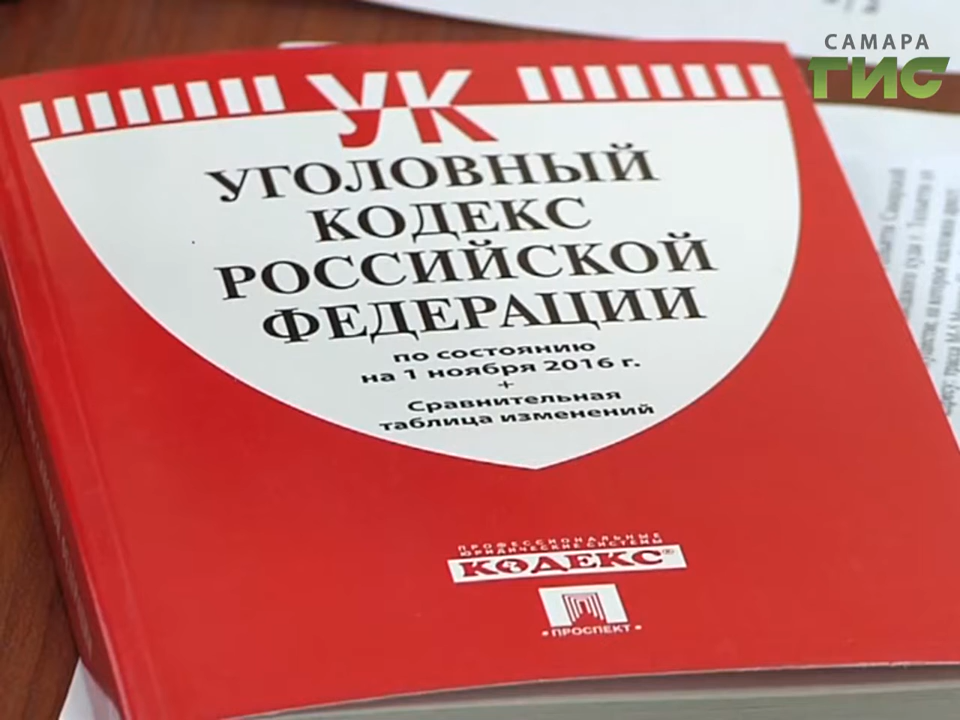 САМАРА
ГИС
УК
УГОЛОВНЫЙ
КОДЕКС
РОССИЙСКОЙ
ФЕДЕРАЦИИ
по состоянию
на 1 ноября 2016 г.
+
Сравнительная
таблица изменений
ПРОФЕССИОНАЛЬНЫЕ
ЮРИДИЧЕСКИЕ СИСТЕМЫ
КОДЕКС®
• ПРОСПЕКТ •